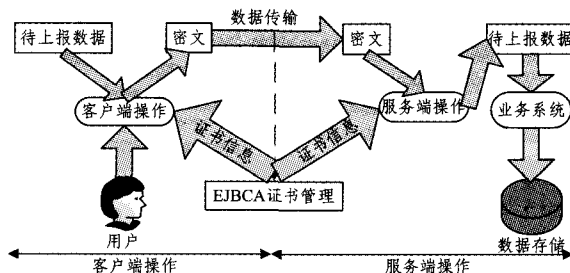 数据传输
待上报数据
密文
密文
待上报数据
客户端操作
服务端操作
业务系统
证书信息
证书信息
EJBCA证书管理
用户
数据存储
客户端操作
服务端操作